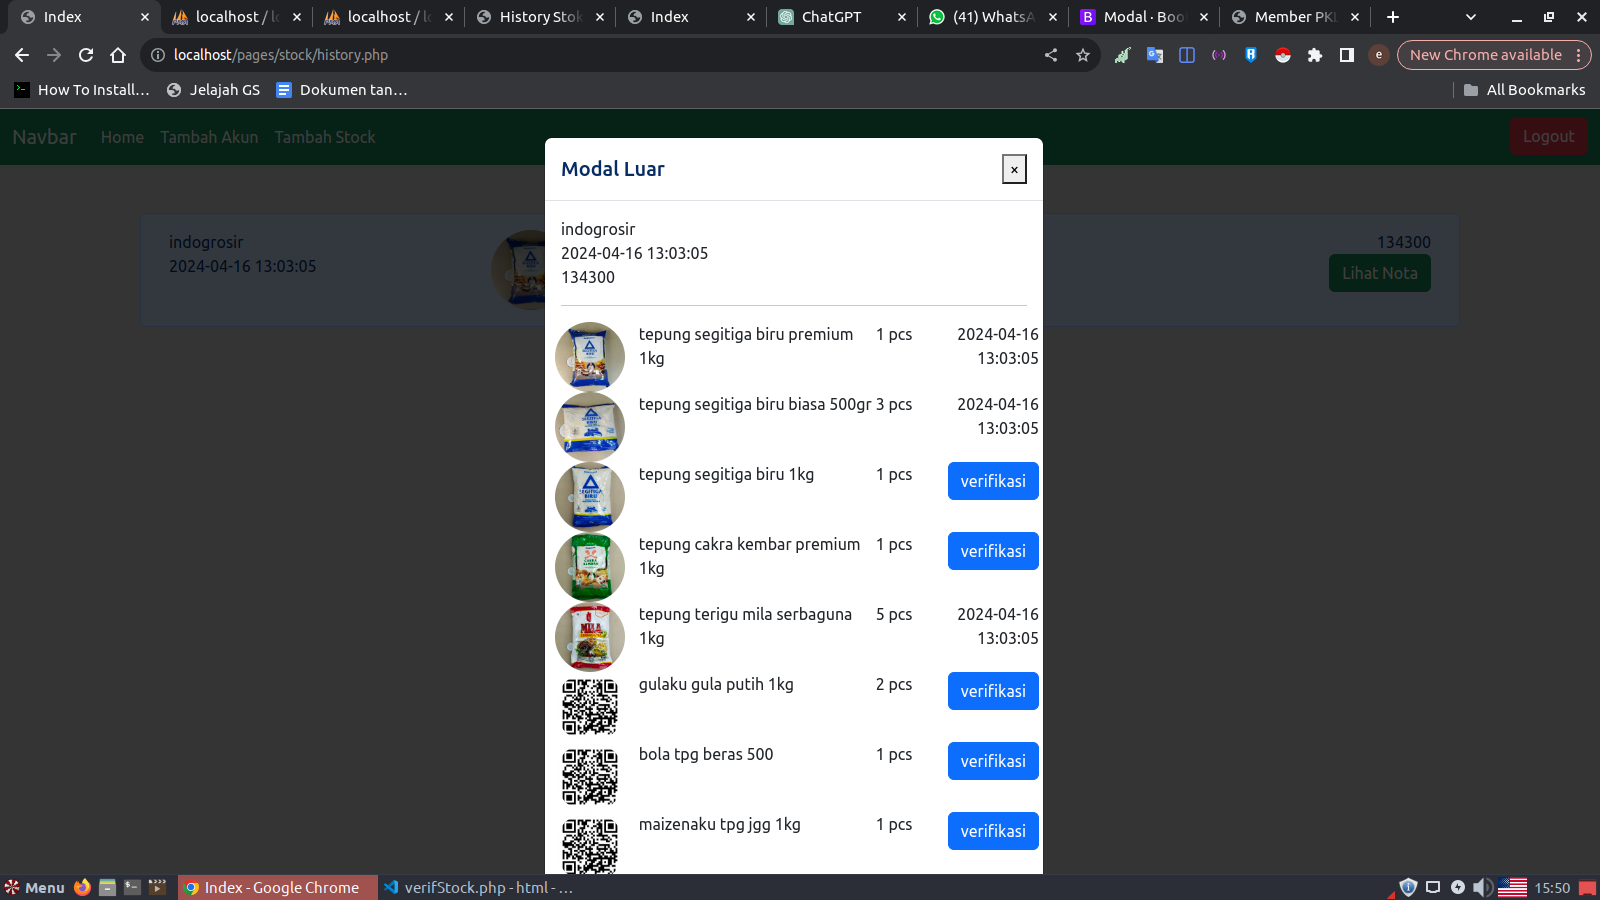 Index
localhost / lo
localhost / lo
History Stok
Index
ChatGPT
(41) WhatsA
Modal · Boo
Member PKL
localhost/pages/stock/history.php
New Chrome available
How To Install...
Jelajah GS
Dokumen tan...
All Bookmarks
Navbar
Home
Tambah Akun
Tambah Stock
Logout
Modal Luar
×
indogrosir
2024-04-16 13:03:05
134300
Lihat Nota
indogrosir
2024-04-16 13:03:05
134300
tepung segitiga biru premium 1 pcs 2024-04-16
1kg 13:03:05
tepung segitiga biru biasa 500gr 3 pcs 2024-04-16
13:03:05
tepung segitiga biru 1kg 1 pcs verifikasi
tepung cakra kembar premium 1 pcs verifikasi
1kg
tepung terigu mila serbaguna 5 pcs 2024-04-16
1kg 13:03:05
gulaku gula putih 1kg 2 pcs verifikasi
bola tpg beras 500 1 pcs verifikasi
maizenaku tpg jgg 1kg 1 pcs verifikasi
Menu
Index - Google Chrome
verifStock.php - html - ...
15:50